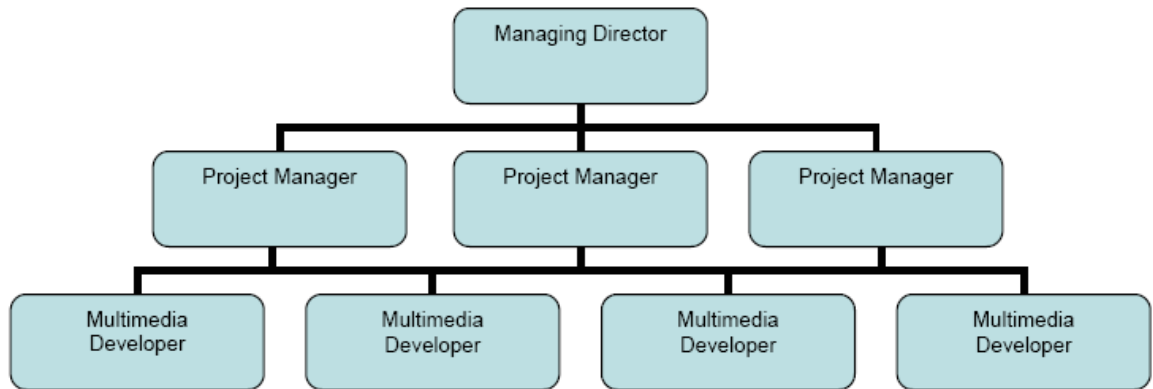 Managing Director
Project Manager
Project Manager
Project Manager
Multimedia
Developer
Multimedia
Developer
Multimedia
Developer
Multimedia
Developer